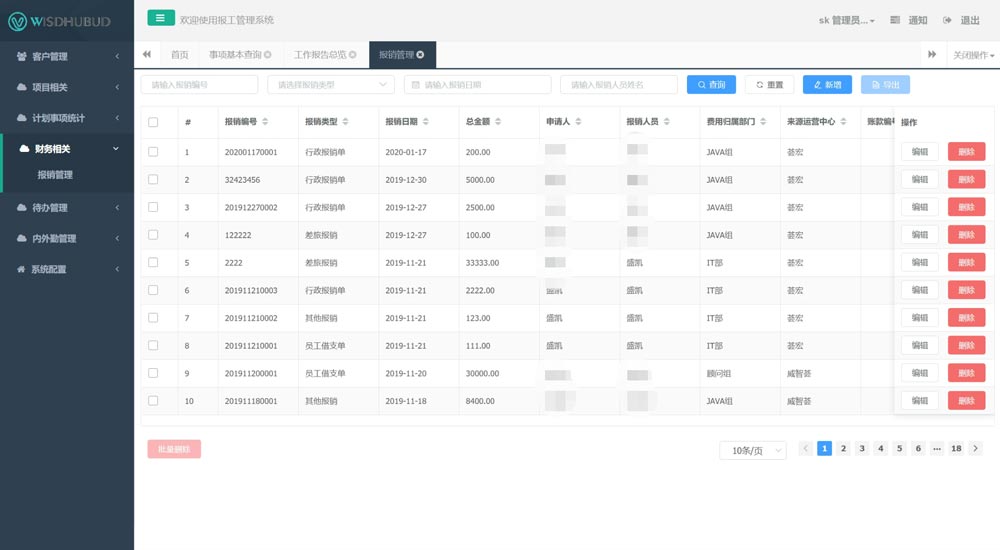 WISDHUBUD
欢迎使用报工管理系统
sk 管理员...
通知
退出
首页
事项基本查询
工作报告总览
报销管理
关闭操作
客户管理
项目相关
计划事项统计
财务相关
报销管理
待办管理
内外勤管理
系统配置
请输入报销编号
请选择报销类型
请输入报销日期
请输入报销人员姓名
查询
重置
新增
导出
# 报销编号 报销类型 报销日期 总金额 申请人 报销人员 费用归属部门 来源运营中心 账款编号 操作
1 202001170001 行政报销单 2020-01-17 200.00 JAVA组 荟宏 编辑 删除
2 32423456 行政报销单 2019-12-30 5000.00 JAVA组 荟宏 编辑 删除
3 201912270002 行政报销单 2019-12-27 2500.00 JAVA组 荟宏 编辑 删除
4 122222 差旅报销 2019-12-27 100.00 JAVA组 荟宏 编辑 删除
5 2222 差旅报销 2019-11-21 33333.00 盛凯 IT部 荟宏 编辑 删除
6 201911210003 行政报销单 2019-11-21 2222.00 盛凯 盛凯 IT部 荟宏 编辑 删除
7 201911210002 其他报销 2019-11-21 123.00 盛凯 盛凯 IT部 荟宏 编辑 删除
8 201911210001 员工借支单 2019-11-21 111.00 盛凯 盛凯 IT部 荟宏 编辑 删除
9 201911200001 员工借支单 2019-11-20 30000.00 顾问组 威智荟 编辑 删除
10 201911180001 其他报销 2019-11-18 8400.00 JAVA组 威智荟 编辑 删除
批量删除
10条/页
1 2 3 4 5 6 ... 18